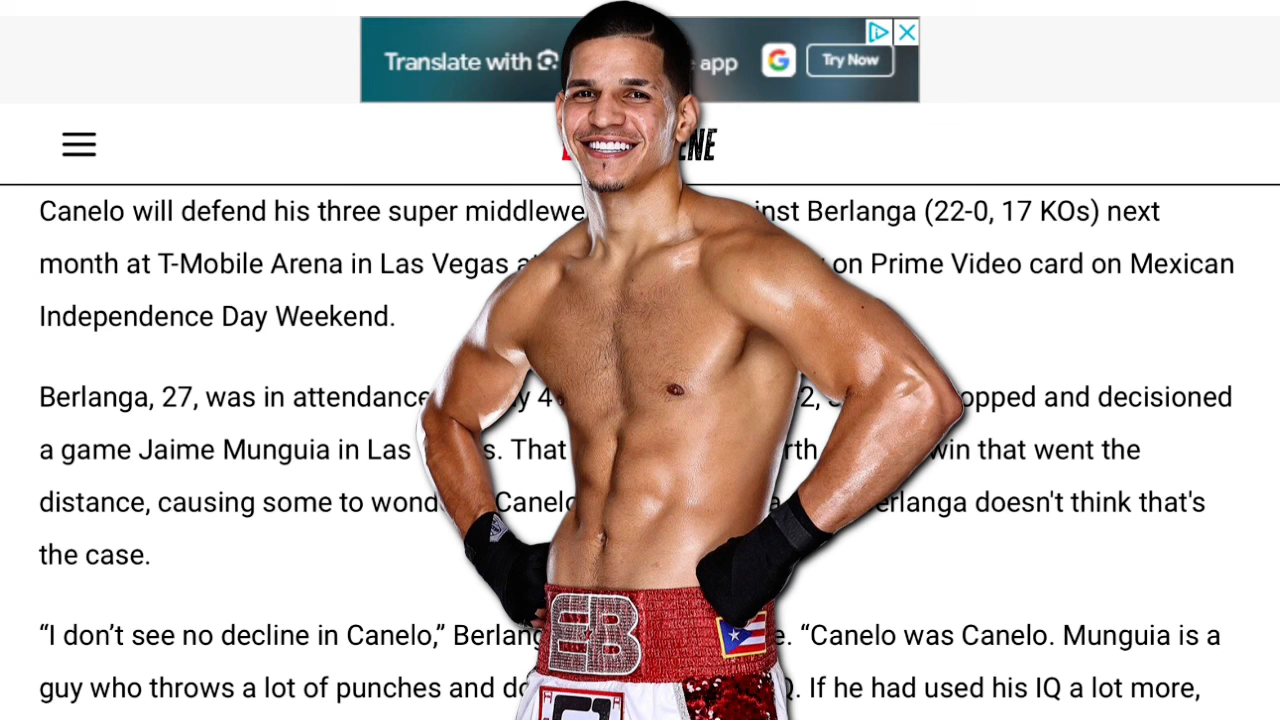 Translate with app Try Now
ENE
Canelo will defend his three super inst Berlanga (22-0, 17 KOs) next
month at T-Mobile Arena in Las Vegas on Prime Video card on Mexican
Independence Day Weekend.
Berlanga, 27, was in attendance 4 2, opped and decisioned
a game Jaime Munguia in Las s. That rth win that went the
distance, causing some to wond Canelo erlanga doesn't think that's
the case.
“I don’t see no decline in Canelo,” Berlang e. “Canelo was Canelo. Munguia is a
EB
guy who throws a lot of punches and Q. If he had used his IQ a lot more,